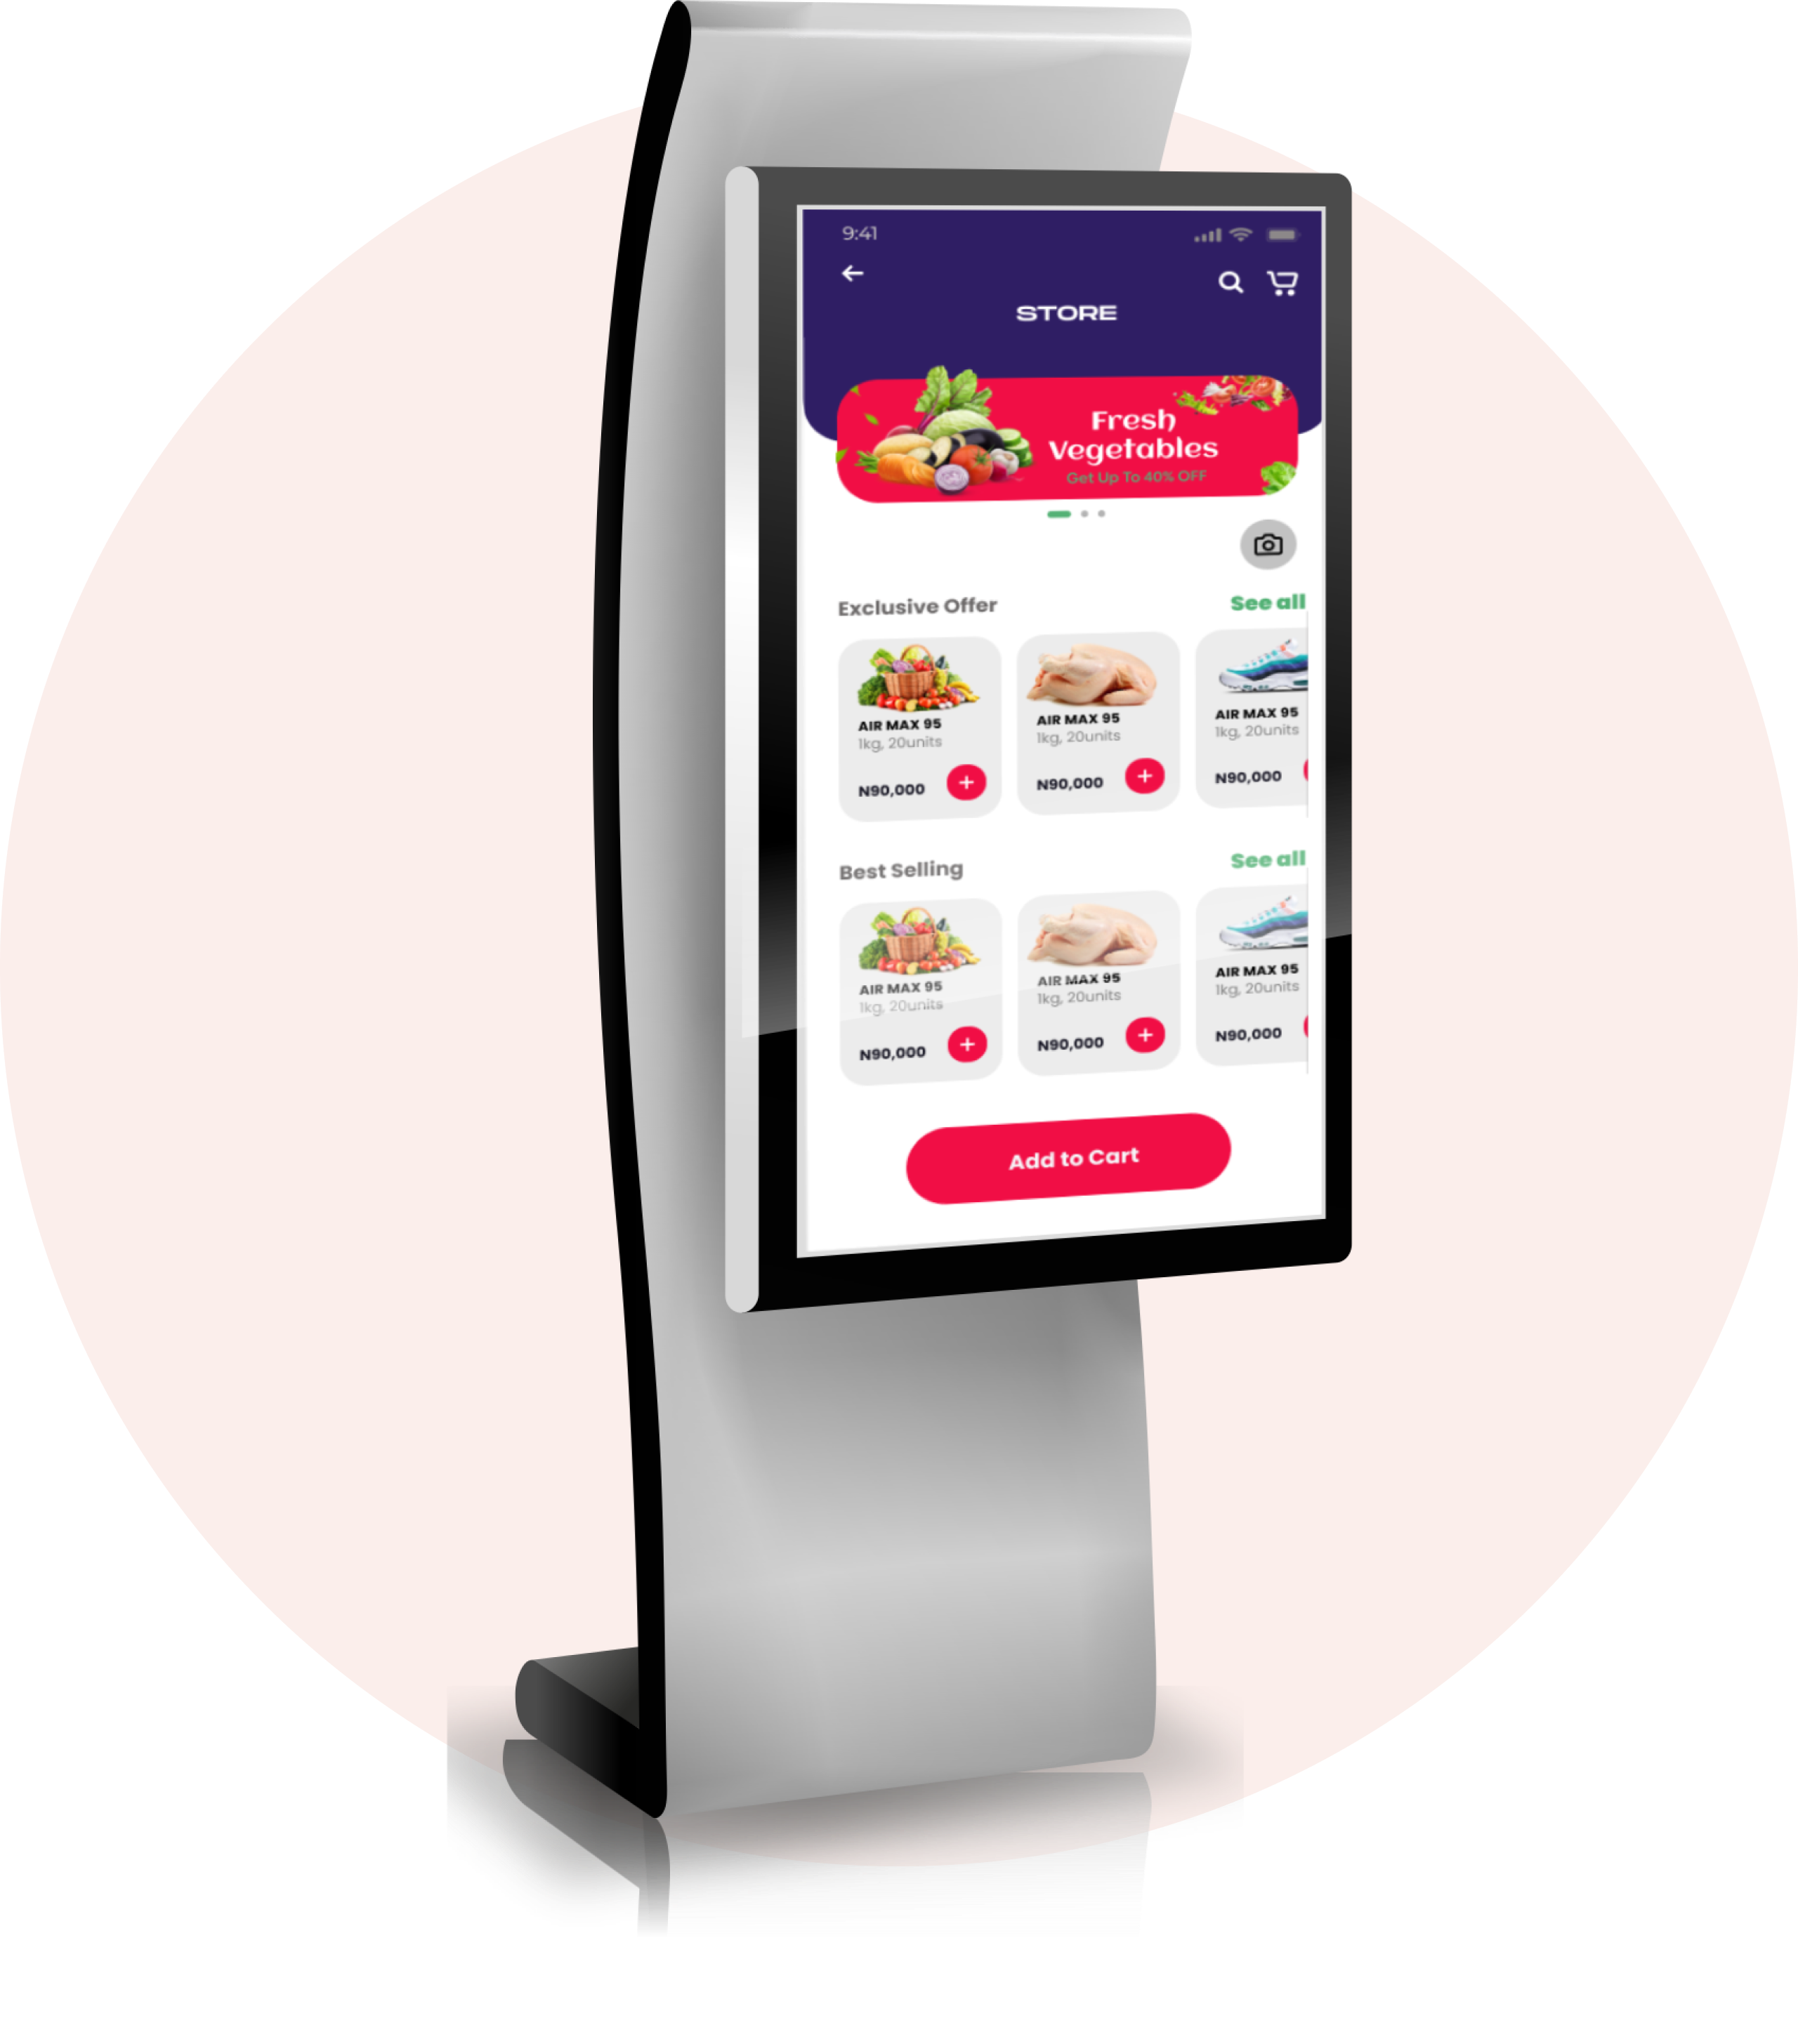 9:41
STORE
Fresh
Vegetables
Get Up To 40% OFF
Exclusive Offer
See all
AIR MAX 95
1kg, 20units
N90,000
AIR MAX 95
1kg, 20units
N90,000
AIR MAX 95
1kg, 20units
N90,000
Best Selling
See all
AIR MAX 95
1kg, 20units
N90,000
AIR MAX 95
1kg, 20units
N90,000
AIR MAX 95
1kg, 20units
N90,000
Add to Cart